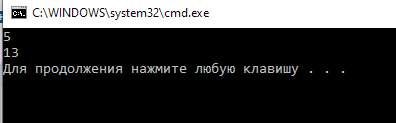 C:\WINDOWS\system32\cmd.exe
5
13
Для продолжения нажмите любую клавишу . . .